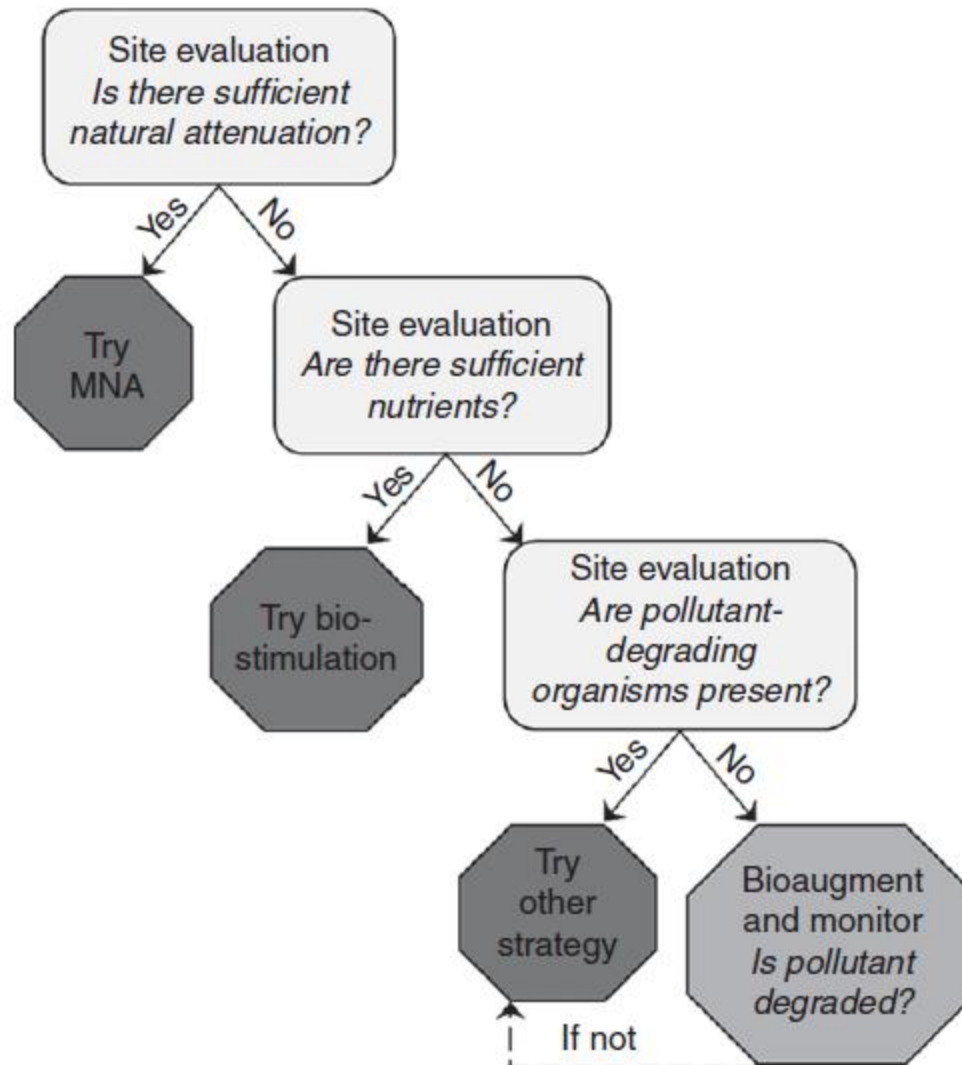 Site evaluation
Is there sufficient
natural attenuation?
Yes
No
Try
MNA
Site evaluation
Are there sufficient
nutrients?
Yes
No
Try bio-
stimulation
Site evaluation
Are pollutant-
degrading
organisms present?
Yes
No
Try
other
strategy
Bioaugment
and monitor
Is pollutant
degraded?
If not